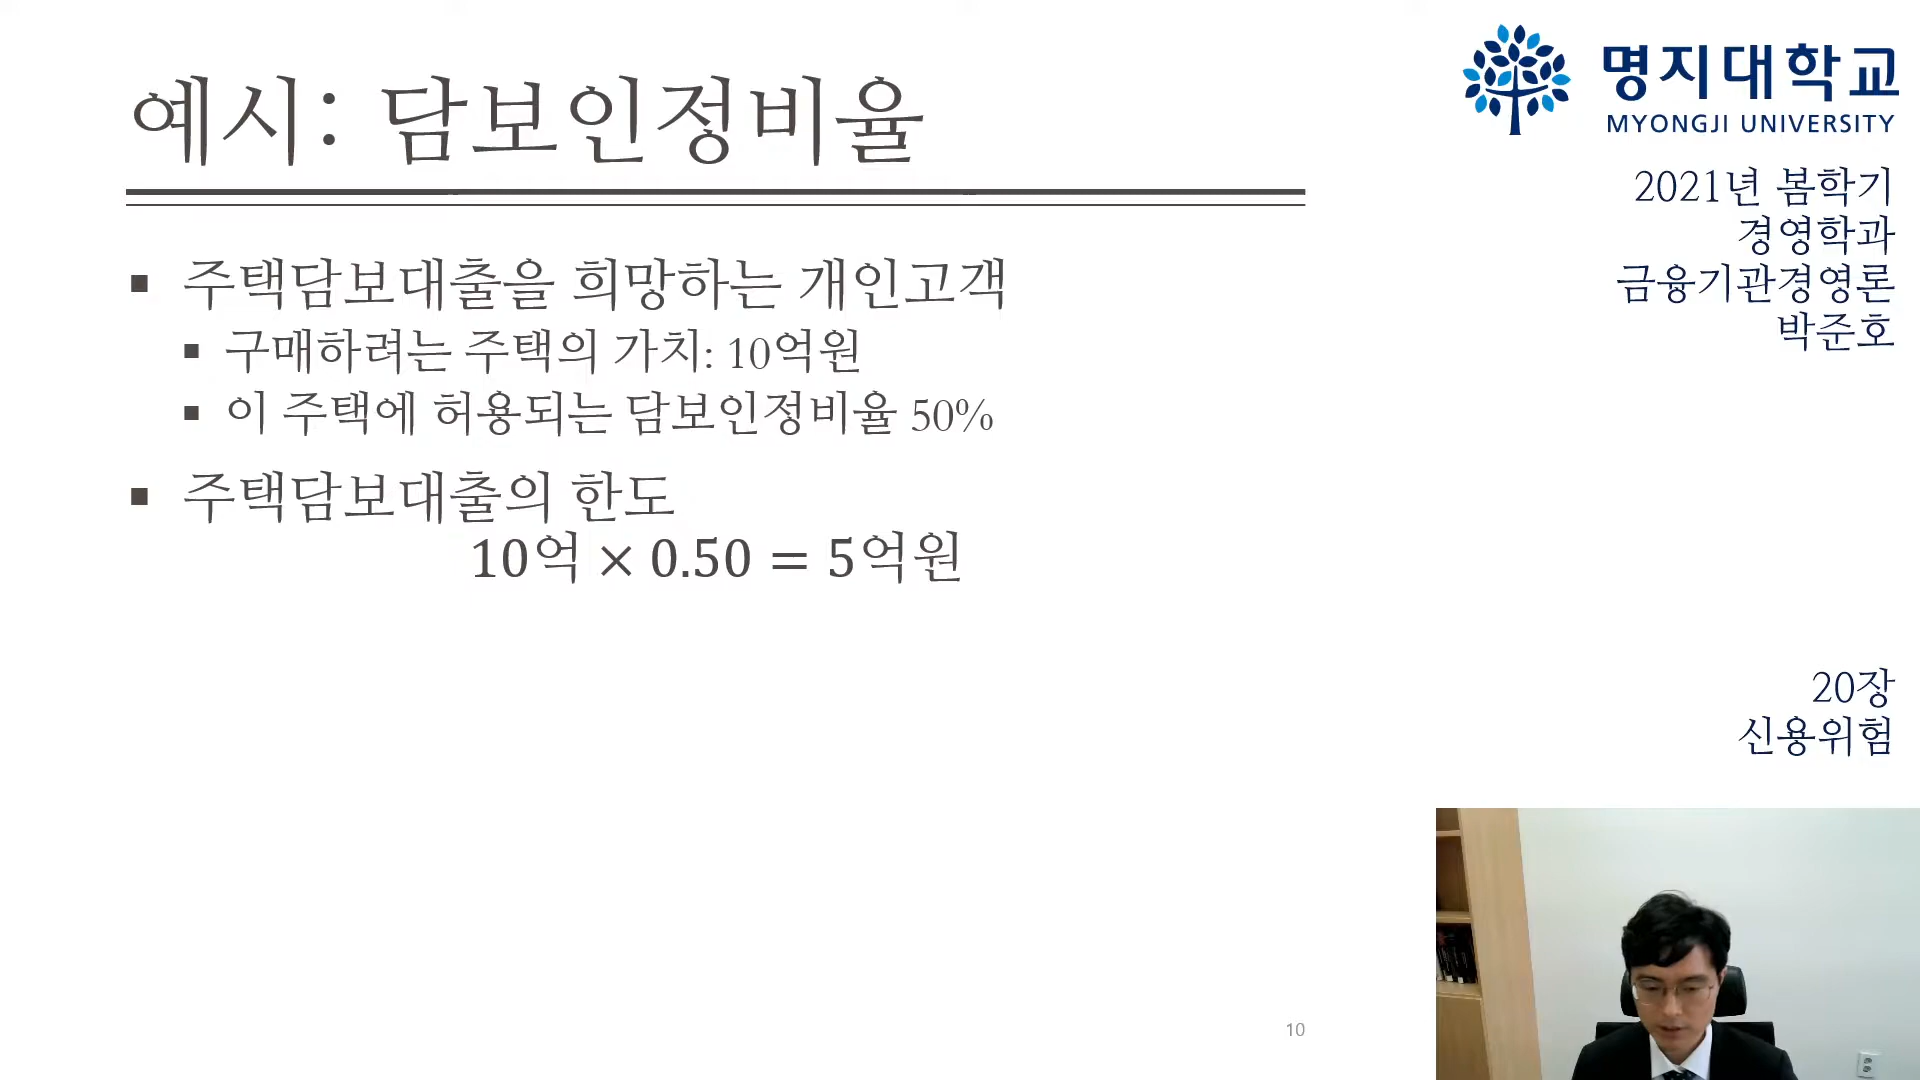 예시: 담보인정비율
▪ 주택담보대출을 희망하는 개인고객
▪ 구매하려는 주택의 가치: 10억원
▪ 이 주택에 허용되는 담보인정비율 50%
▪ 주택담보대출의 한도
10억 × 0.50 = 5억원
10
명지대학교
MYONGJI UNIVERSITY
2021년 봄학기
경영학과
금융기관경영론
박준호
20장
신용위험